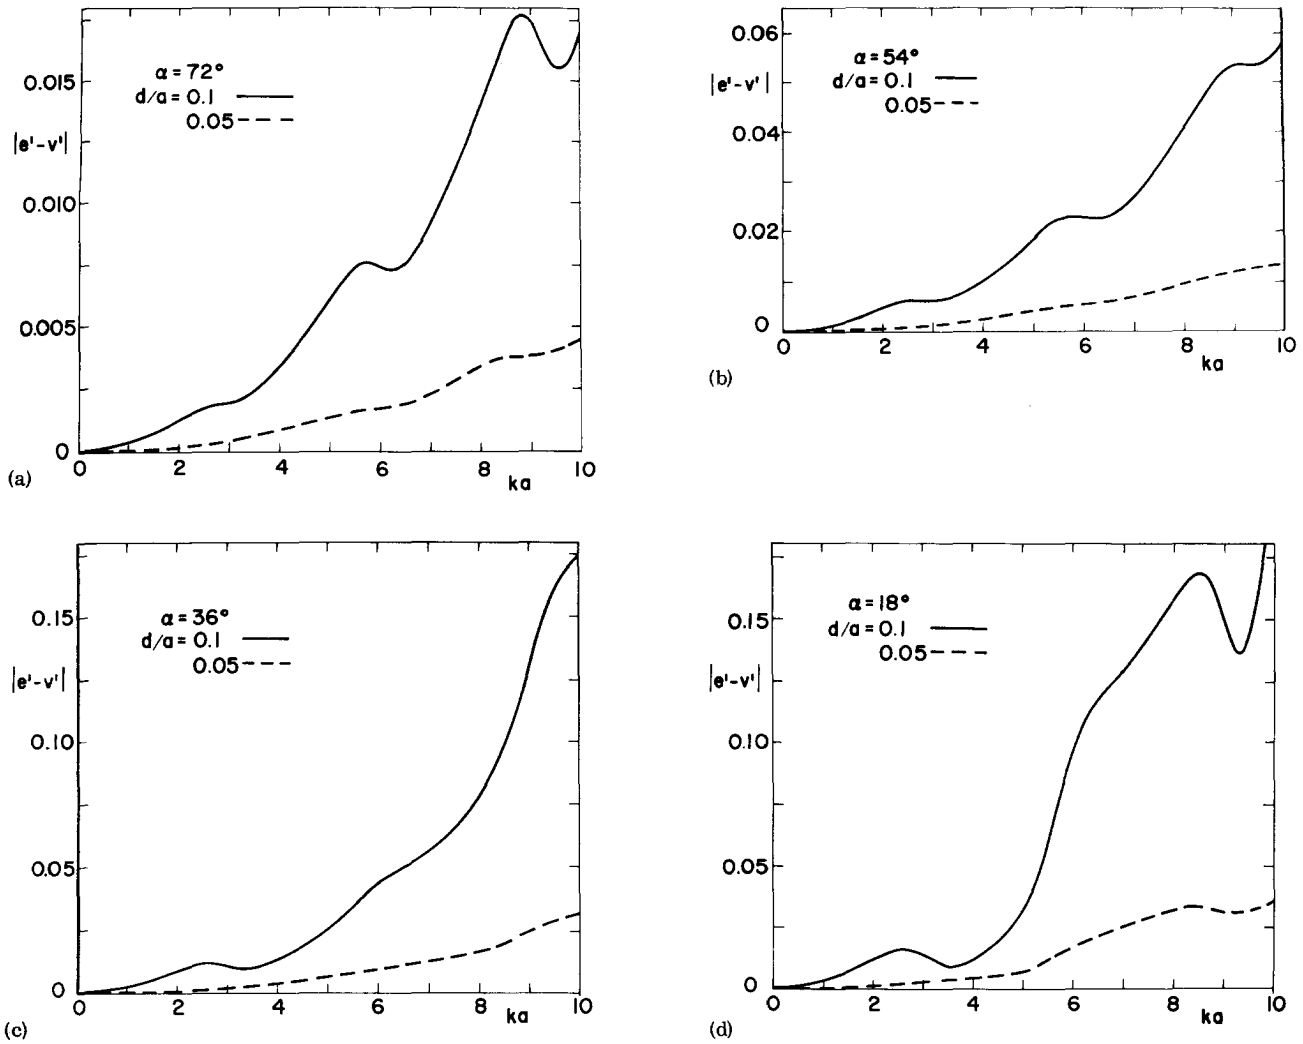 (a)
0.015
0.010
0.005
0
|e'-v'|
α = 72°
d/a = 0.1
0.05
0 2 4 6 8 10
ka
(b)
0.06
0.04
0.02
0
|e'-v'|
α = 54°
d/a = 0.1
0.05
0 2 4 6 8 10
ka
(c)
0.15
0.10
0.05
0
|e'-v'|
α = 36°
d/a = 0.1
0.05
0 2 4 6 8 10
ka
(d)
0.15
0.10
0.05
0
|e'-v'|
α = 18°
d/a = 0.1
0.05
0 2 4 6 8 10
ka